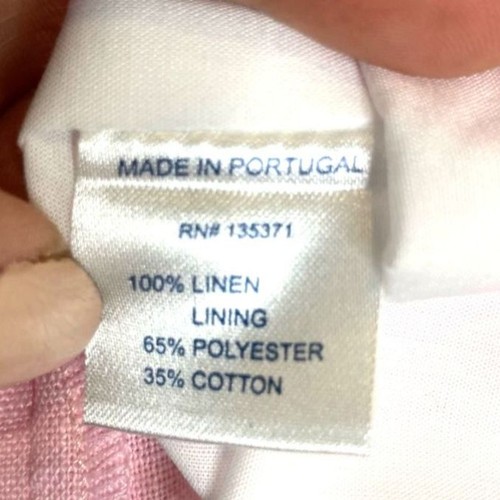 MADE IN PORTUGAL
RN# 135371
100% LINEN
LINING
65% POLYESTER
35% COTTON